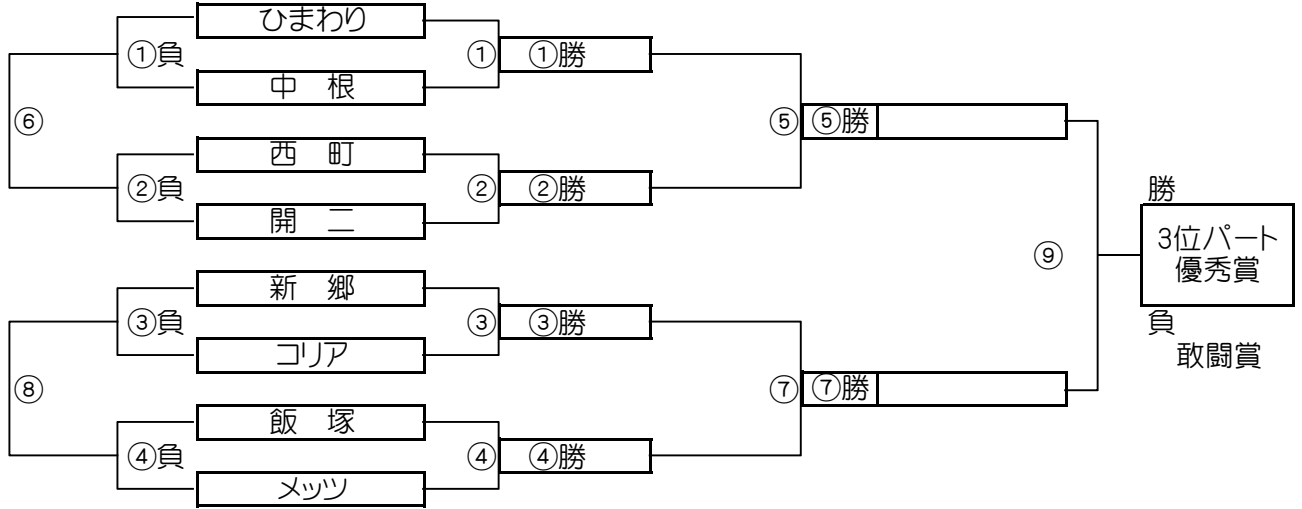 ひまわり
①負 ① ①勝
中　根
⑥ ⑤ ⑤勝
西　町
②負 ② ②勝
開　二
勝
3位パート
優秀賞
⑨
新　郷
③負 ③ ③勝
負
コリア
敢闘賞
⑧ ⑦ ⑦勝
飯　塚
④負 ④ ④勝
メッツ